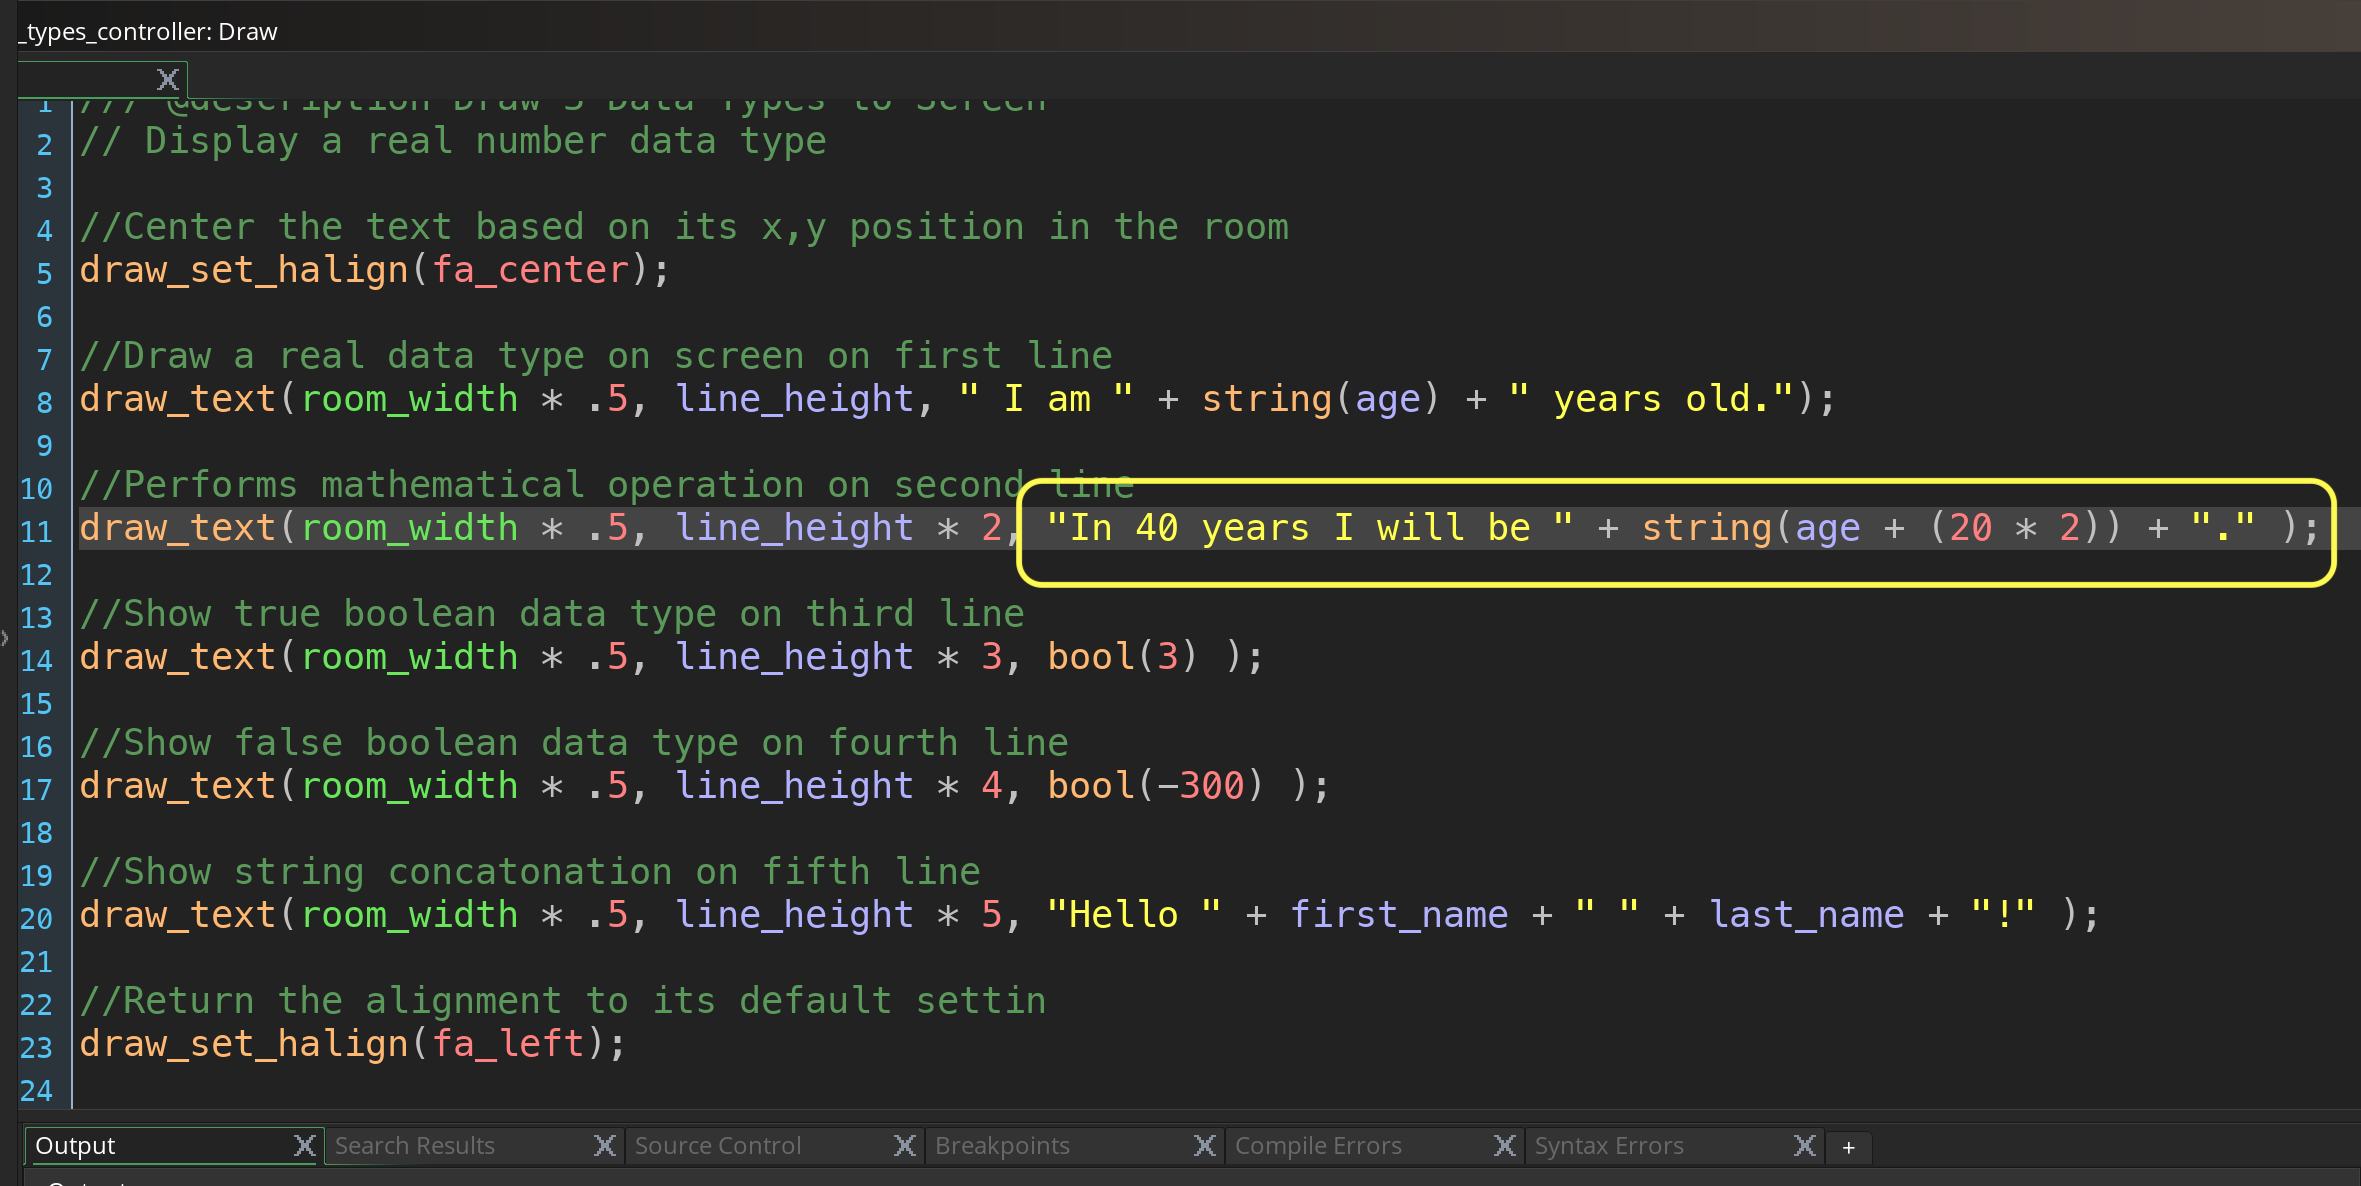 _types_controller: Draw
1 /// @description Draw 3 Data Types to Screen
2 // Display a real number data type
3
4 //Center the text based on its x,y position in the room
5 draw_set_halign(fa_center);
6
7 //Draw a real data type on screen on first line
8 draw_text(room_width * .5, line_height, " I am " + string(age) + " years old.");
9
10 //Performs mathematical operation on second line
11 draw_text(room_width * .5, line_height * 2, "In 40 years I will be " + string(age + (20 * 2)) + "." );
12
13 //Show true boolean data type on third line
14 draw_text(room_width * .5, line_height * 3, bool(3) );
15
16 //Show false boolean data type on fourth line
17 draw_text(room_width * .5, line_height * 4, bool(-300) );
18
19 //Show string concatonation on fifth line
20 draw_text(room_width * .5, line_height * 5, "Hello " + first_name + " " + last_name + "!" );
21
22 //Return the alignment to its default settin
23 draw_set_halign(fa_left);
24
Output Search Results Source Control Breakpoints Compile Errors Syntax Errors +